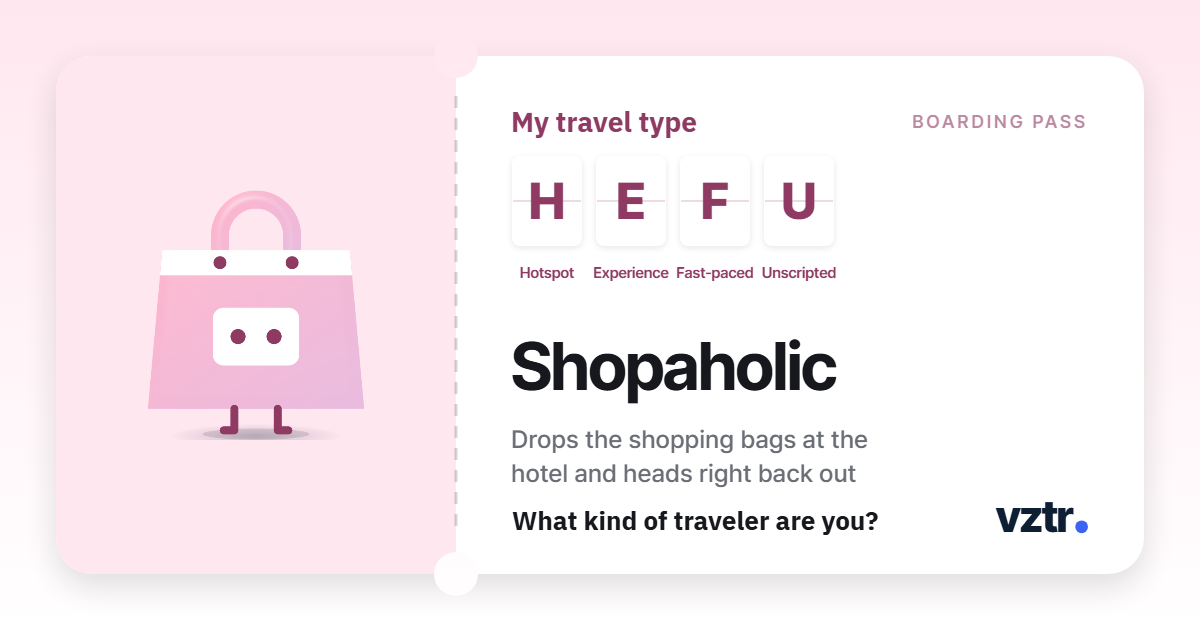 My travel type
BOARDING PASS
H E F U
Hotspot Experience Fast-paced Unscripted
Shopaholic
Drops the shopping bags at the
hotel and heads right back out
What kind of traveler are you?
vztr.